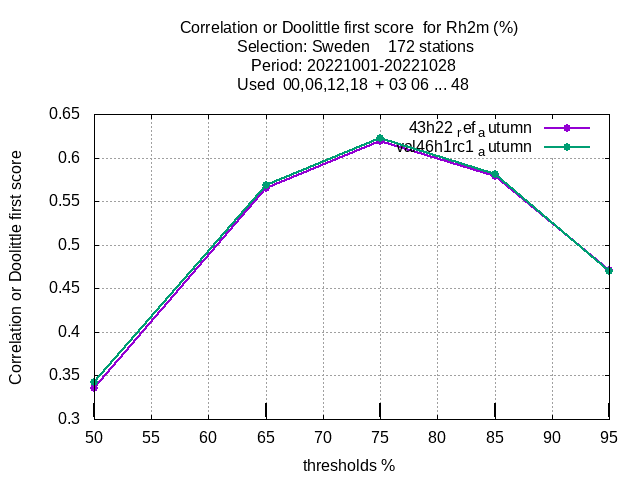 Correlation or Doolittle first score  for Rh2m (%)
Selection: Sweden    172 stations
Period: 20221001-20221028
Used  00,06,12,18  + 03 06 ... 48
43h22 ref autumn
vol46h1rc1 autumn
Correlation or Doolittle first score
0.65
0.6
0.55
0.5
0.45
0.4
0.35
0.3
50 55 60 65 70 75 80 85 90 95
thresholds %